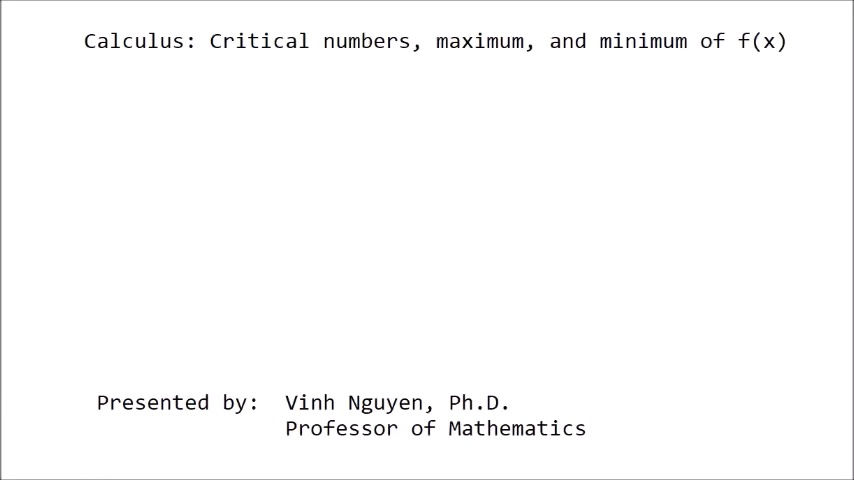 Calculus: Critical numbers, maximum, and minimum of f(x)
Presented by: Vinh Nguyen, Ph.D.
Professor of Mathematics